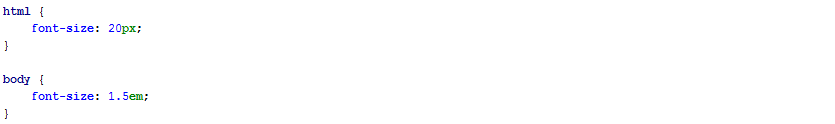 html {
    font-size: 20px;
}

body {
    font-size: 1.5em;
}